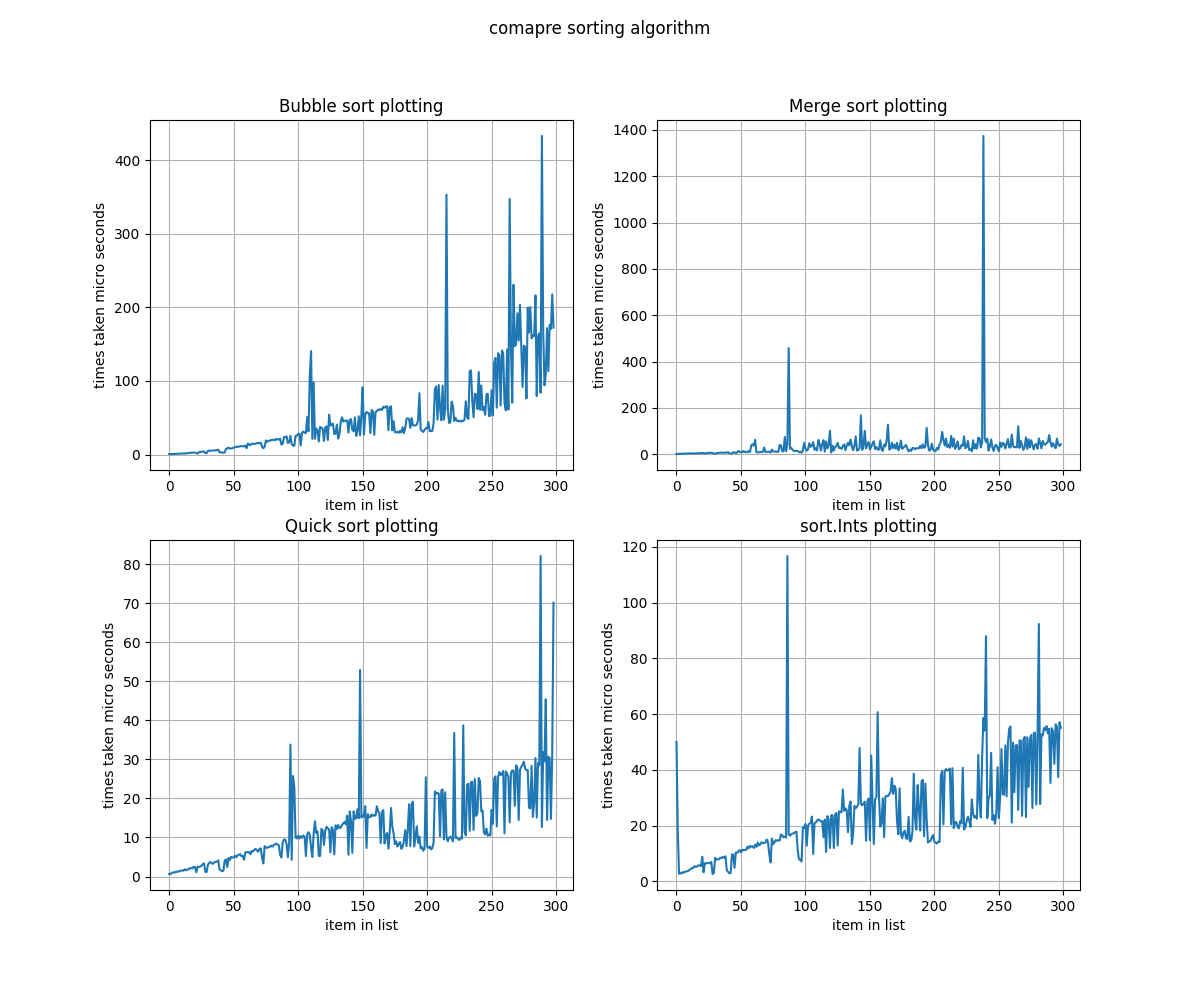 comapre sorting algorithm
Bubble sort plotting
times taken micro seconds
400
300
200
100
0
0 50 100 150 200 250 300
item in list
Merge sort plotting
times taken micro seconds
1400
1200
1000
800
600
400
200
0
0 50 100 150 200 250 300
item in list
Quick sort plotting
times taken micro seconds
80
70
60
50
40
30
20
10
0
0 50 100 150 200 250 300
item in list
sort.Ints plotting
times taken micro seconds
120
100
80
60
40
20
0
0 50 100 150 200 250 300
item in list